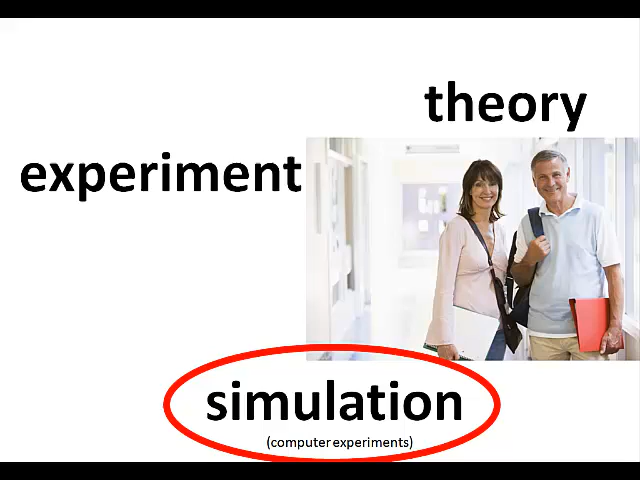 theory
experiment
simulation
(computer experiments)